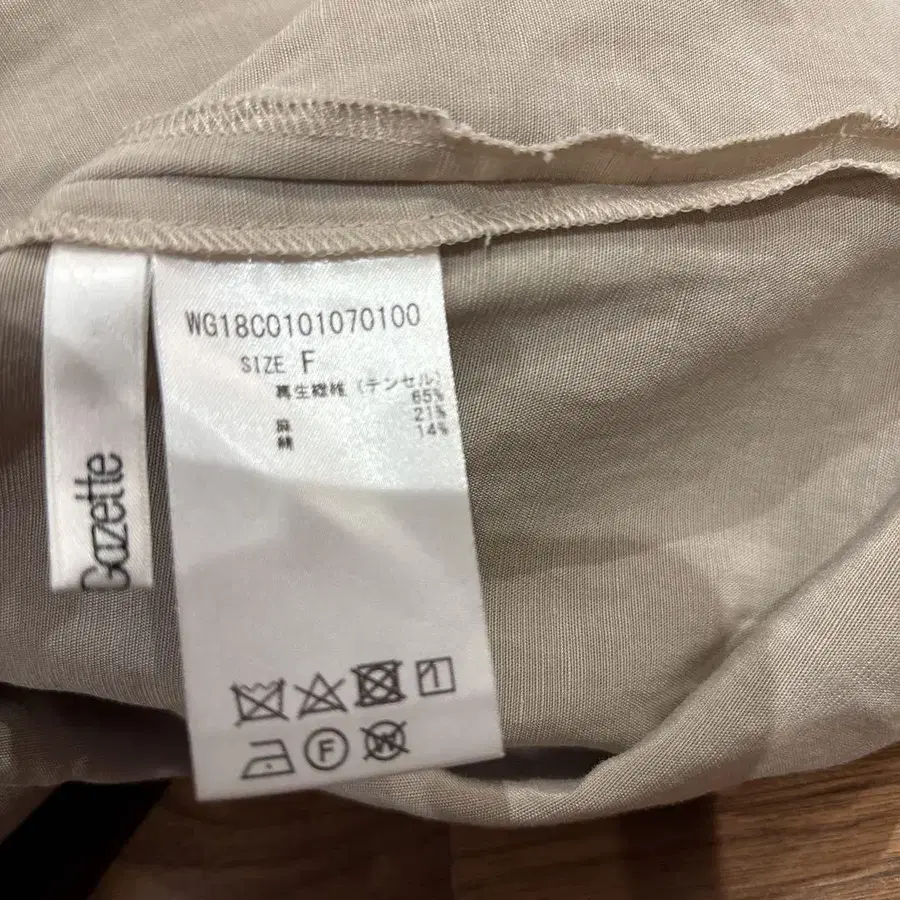 WG18C0101070100
SIZE F
再生繊維 (テンセル)
65%
麻 21%
綿 14%
Gazette
F
W